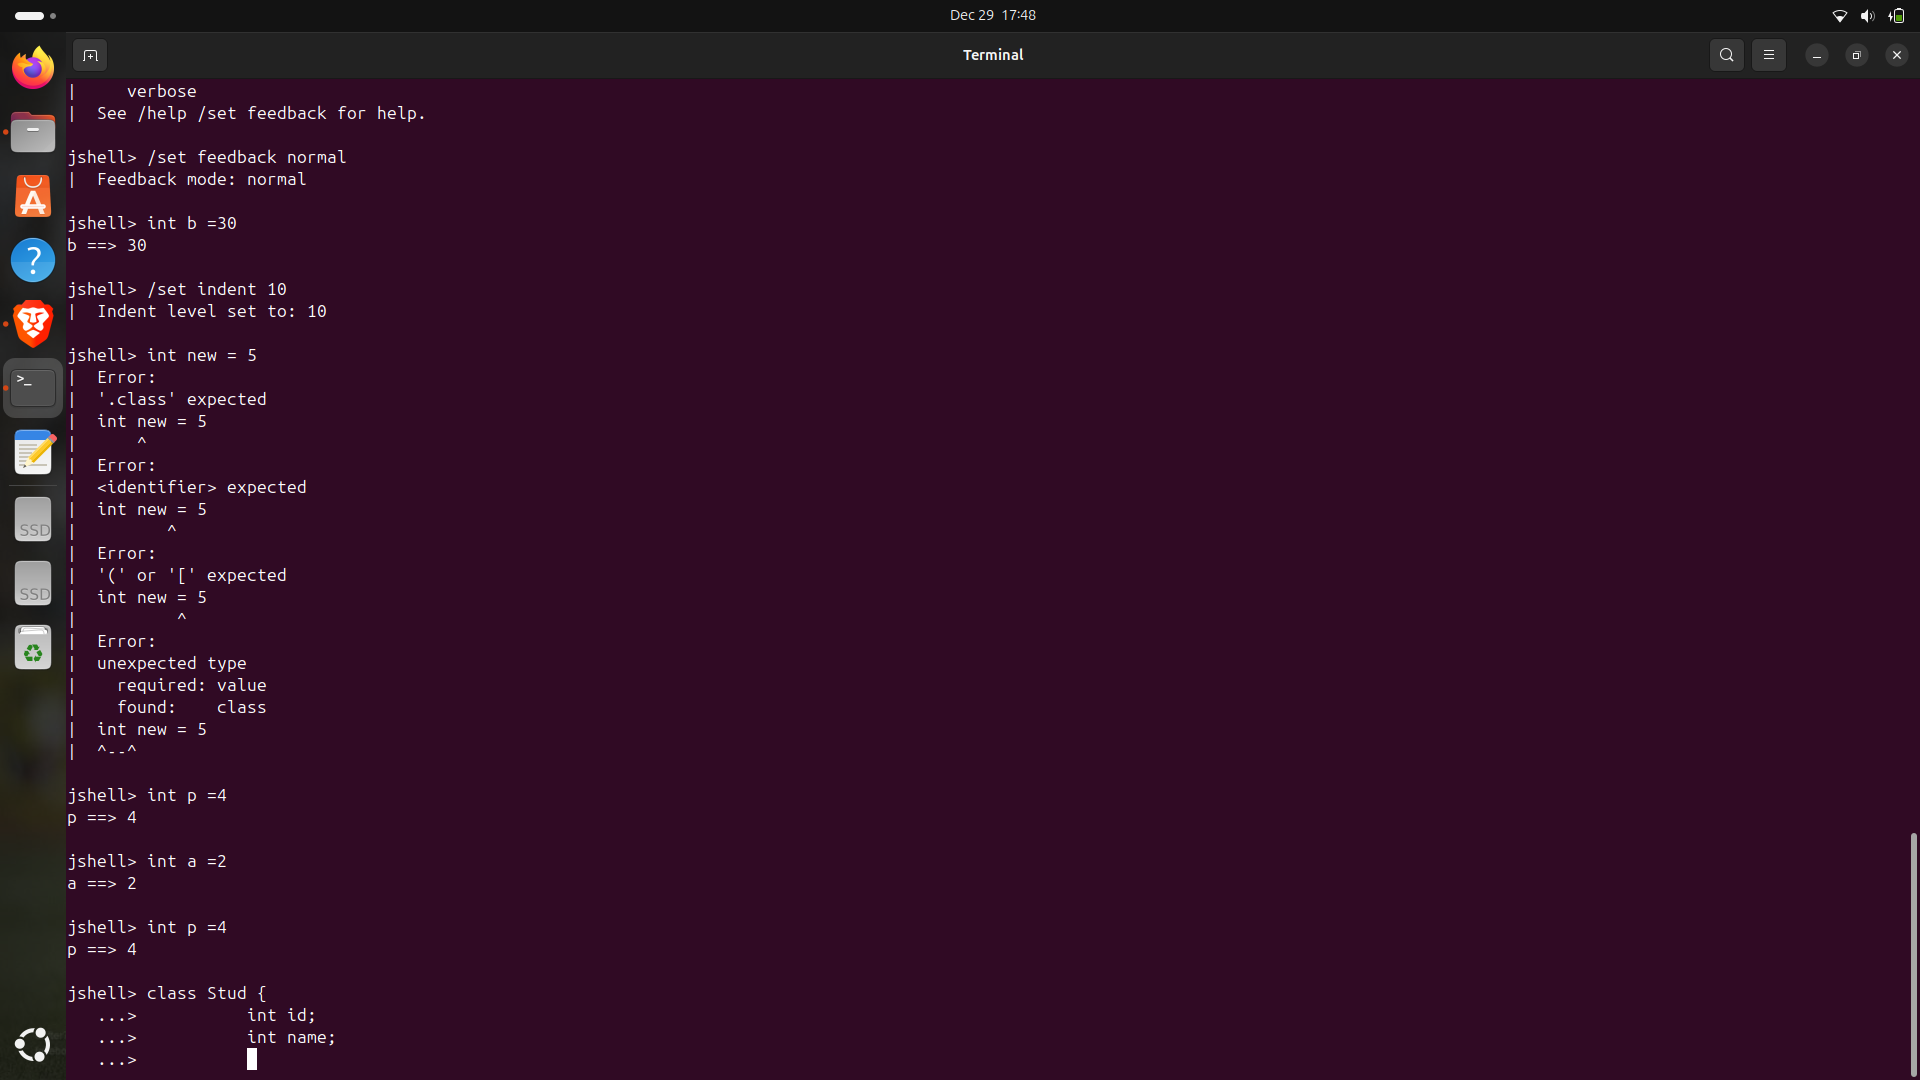 Dec 29 17:48
Terminal
|     verbose
|  See /help /set feedback for help.
jshell> /set feedback normal
|  Feedback mode: normal
jshell> int b =30
b ==> 30
jshell> /set indent 10
|  Indent level set to: 10
jshell> int new = 5
|  Error:
|  '.class' expected
|  int new = 5
|      ^
|  Error:
|  <identifier> expected
|  int new = 5
|         ^
|  Error:
|  '(' or '[' expected
|  int new = 5
|          ^
|  Error:
|  unexpected type
|    required: value
|    found:    class
|  int new = 5
|  ^--^
jshell> int p =4
p ==> 4
jshell> int a =2
a ==> 2
jshell> int p =4
p ==> 4
jshell> class Stud {
   ...>           int id;
   ...>           int name;
   ...>
>_
?
SSD
SSD